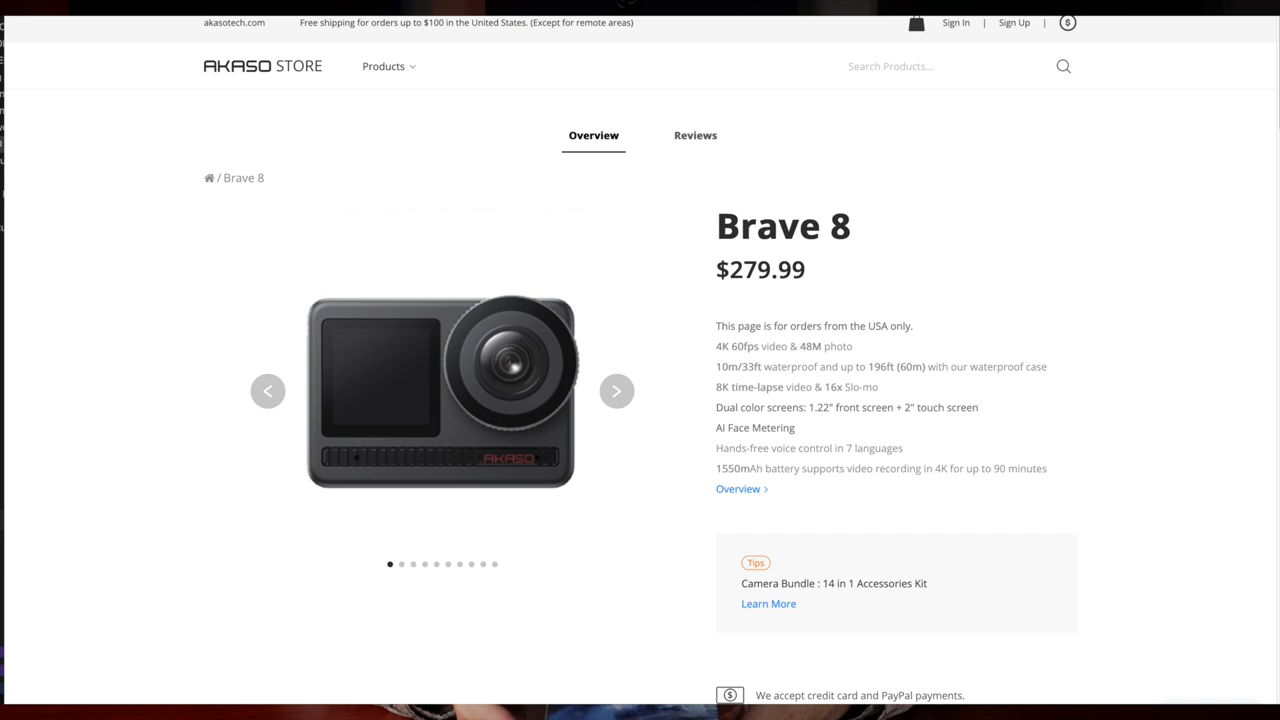 akasotech.com
Free shipping for orders up to $100 in the United States. (Except for remote areas)
Sign In | Sign Up |
AKASO STORE
Products
Search Products...
Overview
Reviews
/ Brave 8
Brave 8
$279.99
This page is for orders from the USA only.
4K 60fps video & 48M photo
10m/33ft waterproof and up to 196ft (60m) with our waterproof case
8K time-lapse video & 16x Slo-mo
Dual color screens: 1.22" front screen + 2" touch screen
AI Face Metering
Hands-free voice control in 7 languages
1550mAh battery supports video recording in 4K for up to 90 minutes
Overview >
AKASO
Tips
Camera Bundle : 14 in 1 Accessories Kit
Learn More
We accept credit card and PayPal payments.